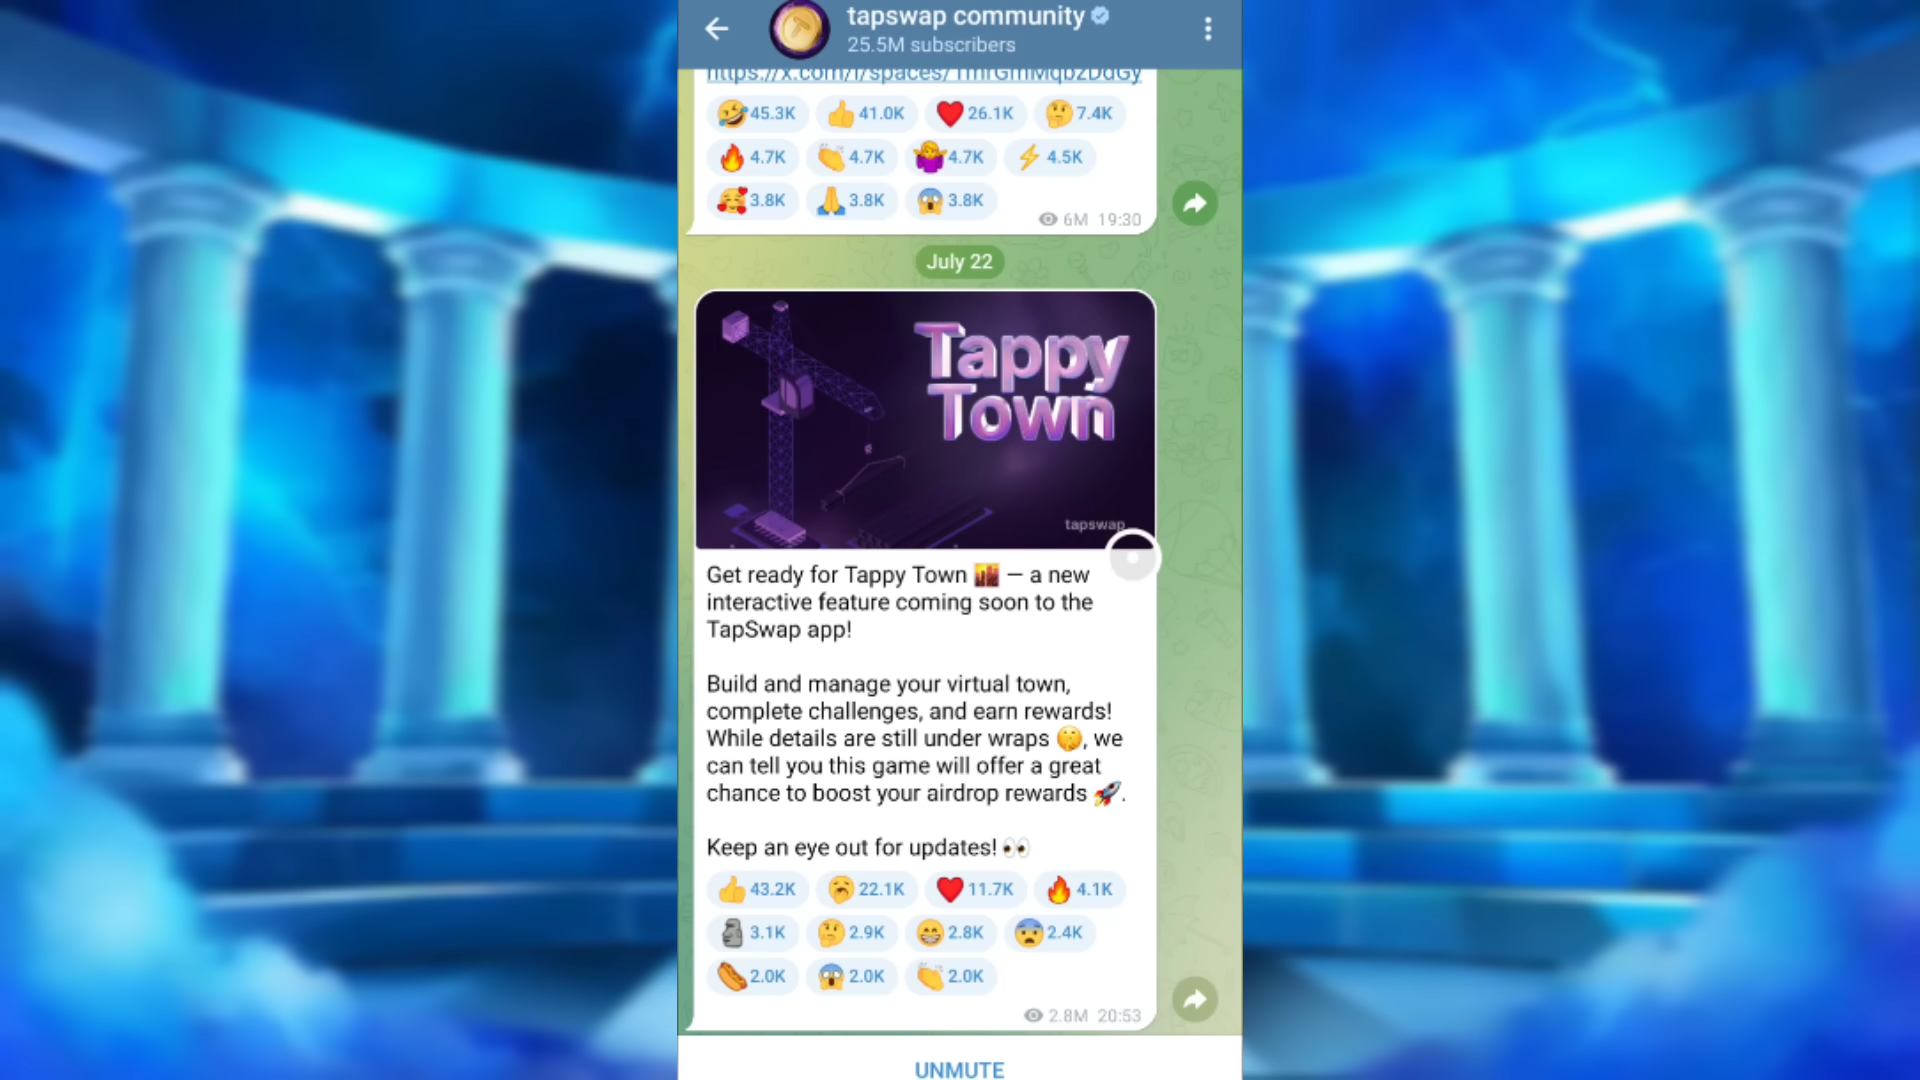 tapswap community
25.5M subscribers
45.3K 41.0K 26.1K 7.4K
4.7K 4.7K 4.7K 4.5K
3.8K 3.8K 3.8K
6M 19:30
July 22
Tappy
Town
tapswap
Get ready for Tappy Town 🌇 — a new
interactive feature coming soon to the
TapSwap app!
Build and manage your virtual town,
complete challenges, and earn rewards!
While details are still under wraps 🤫, we
can tell you this game will offer a great
chance to boost your airdrop rewards 🚀.
Keep an eye out for updates! 👀
43.2K 22.1K 11.7K 4.1K
3.1K 2.9K 2.8K 2.4K
2.0K 2.0K 2.0K
2.8M 20:53
UNMUTE